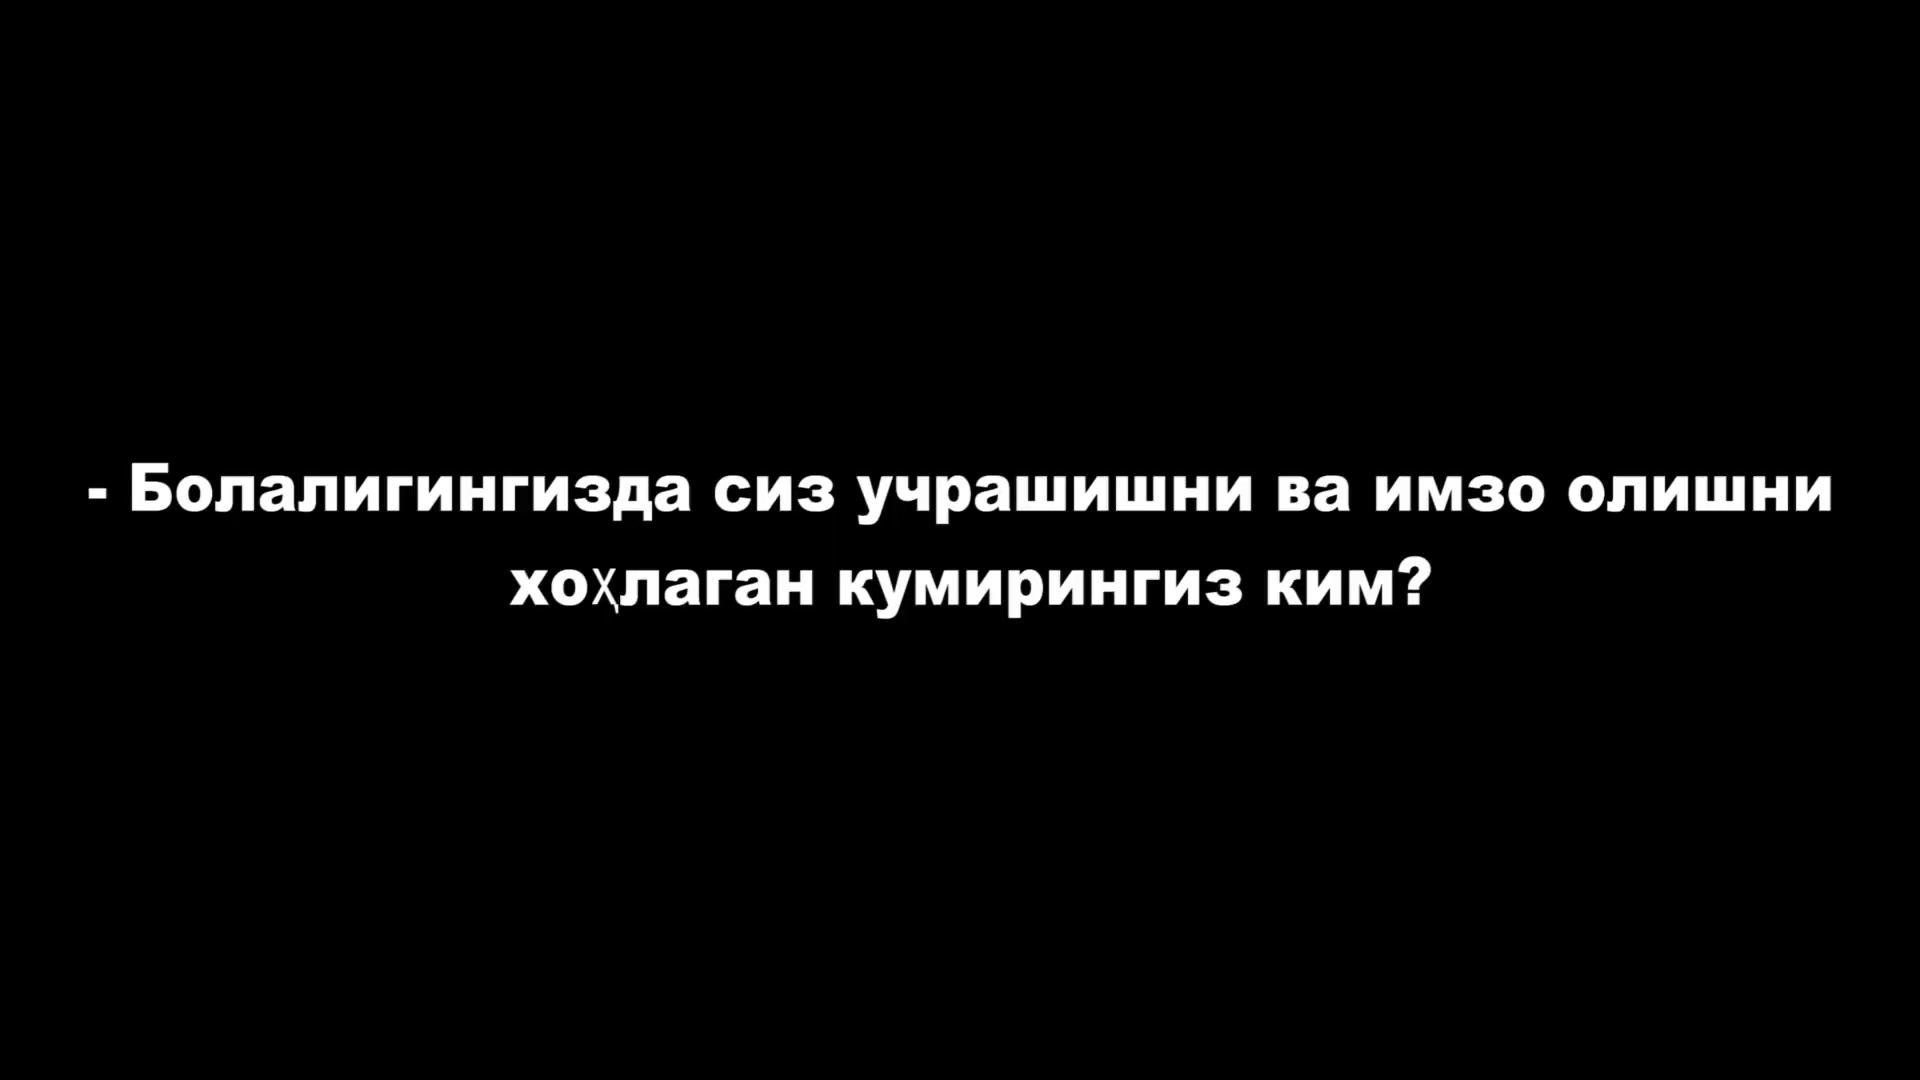 - Болалигингизда сиз учрашишни ва имзо олишни
хоҳлаган кумирингиз ким?